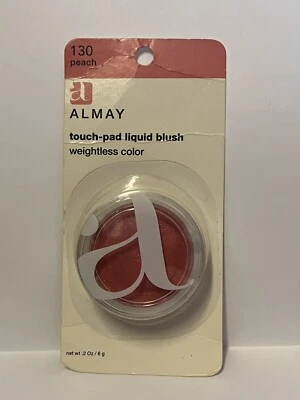 130
peach
a
ALMAY
touch-pad liquid blush
weightless color
a
net wt .2 Oz / 6 g